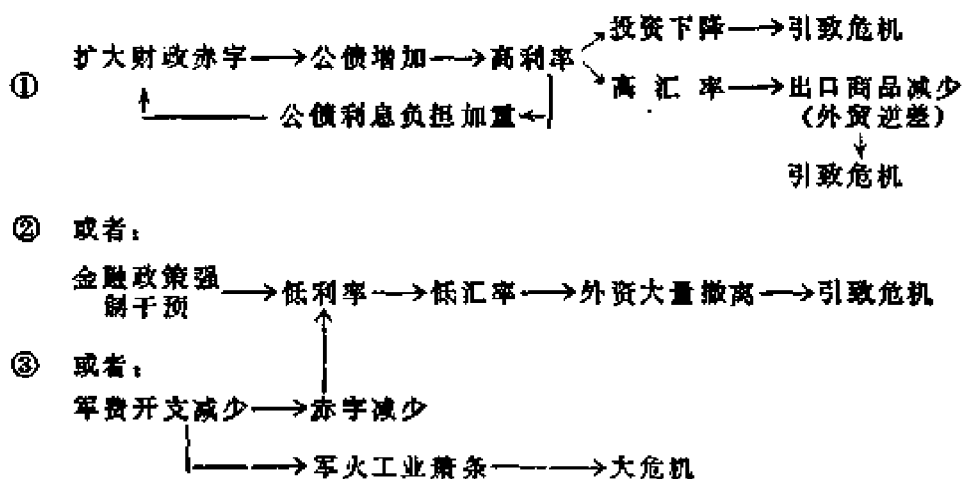 ①
扩大财政赤字→公债增加→高利率
投资下降→引致危机
高汇率→出口商品减少
(外贸逆差)
引致危机
公债利息负担加重
② 或者:
金融政策强
制干预
→低利率→低汇率→外资大量撤离→引致危机
③ 或者:
军费开支减少→赤字减少
→军火工业萧条→大危机